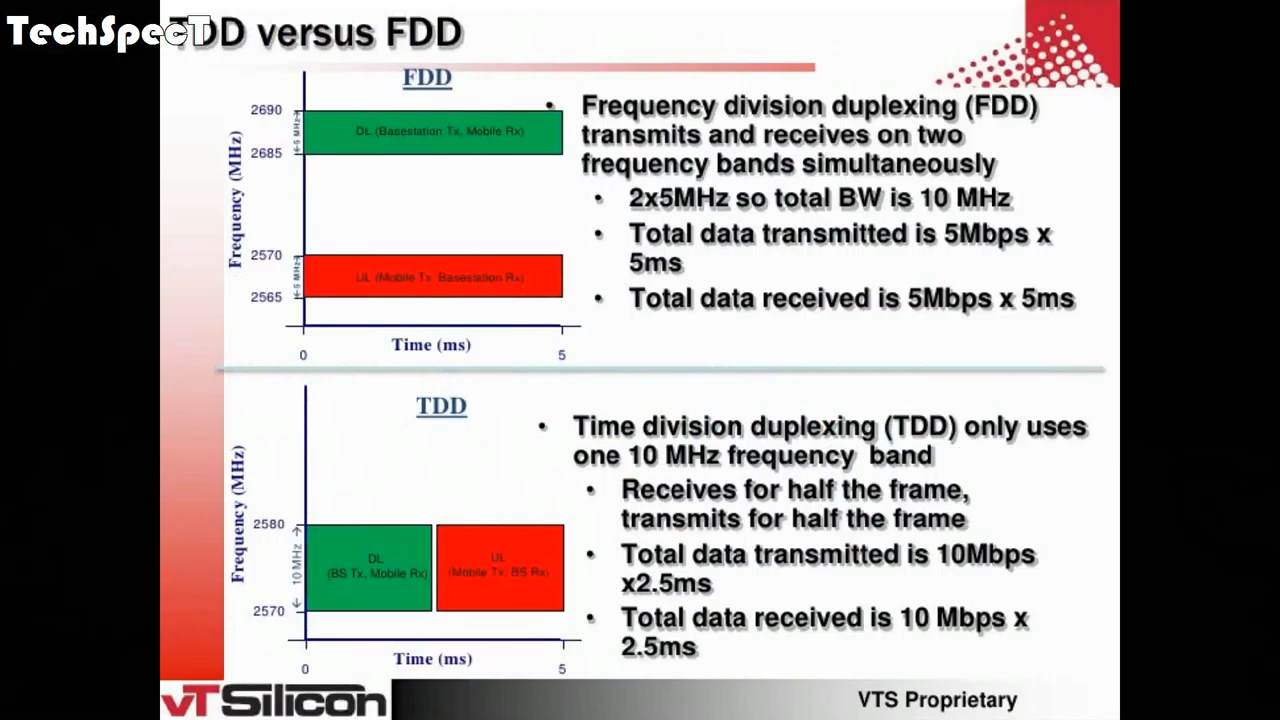 TechSpecT
TDD versus FDD
FDD
2690
2685
2570
2565
5 MHz
5 MHz
Frequency (MHz)
DL (Basestation Tx, Mobile Rx)
UL (Mobile Tx Basestation Rx)
0
Time (ms)
5
• Frequency division duplexing (FDD)
transmits and receives on two
frequency bands simultaneously
• 2x5MHz so total BW is 10 MHz
• Total data transmitted is 5Mbps x
5ms
• Total data received is 5Mbps x 5ms
TDD
Frequency (MHz)
2580
2570
10 MHz
DL
(BS Tx, Mobile Rx)
UL
(Mobile Tx, BS Rx)
0
Time (ms)
5
• Time division duplexing (TDD) only uses
one 10 MHz frequency band
• Receives for half the frame,
transmits for half the frame
• Total data transmitted is 10Mbps
x2.5ms
• Total data received is 10 Mbps x
2.5ms
vTSilicon
VTS Proprietary